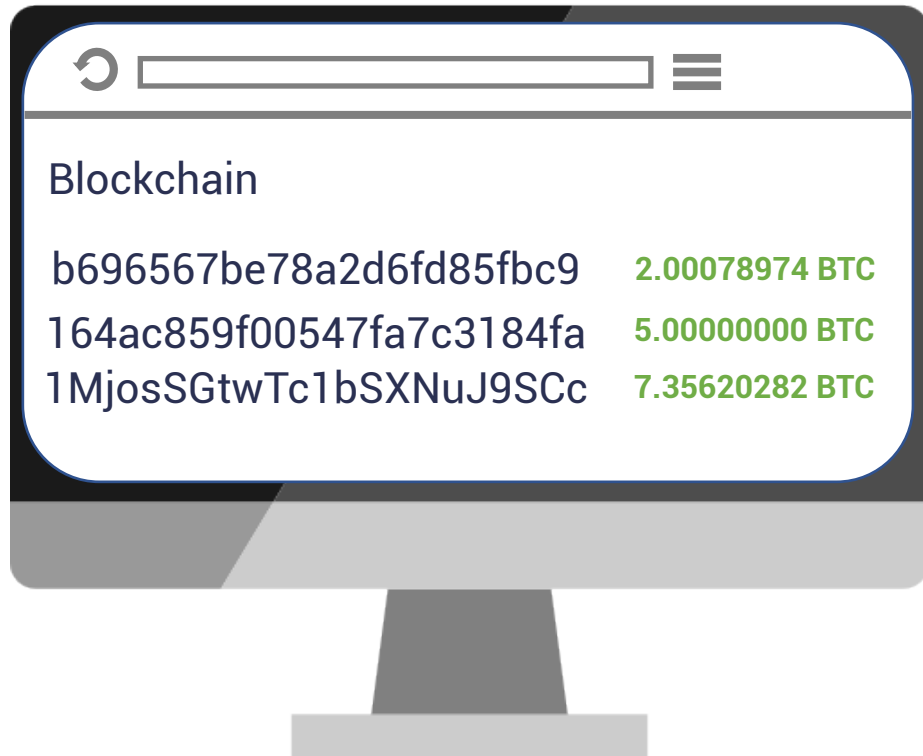 Blockchain
b696567be78a2d6fd85fbc9 2.00078974 BTC
164ac859f00547fa7c3184fa 5.00000000 BTC
1MjosSGtwTc1bSXNuJ9SCc 7.35620282 BTC